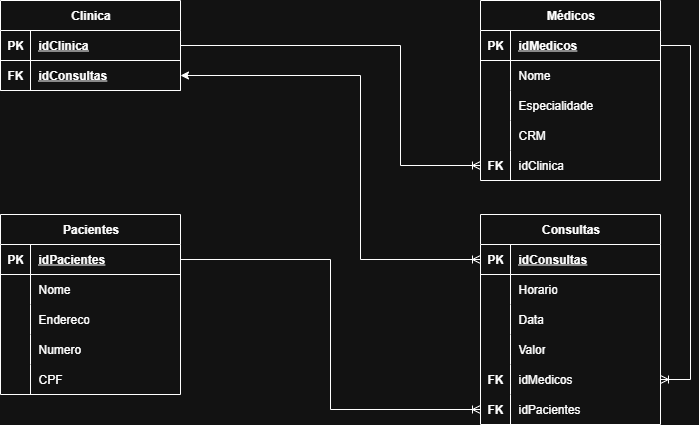 Clinica
PK idClinica
FK idConsultas
Médicos
PK idMedicos
Nome
Especialidade
CRM
FK idClinica
Pacientes
PK idPacientes
Nome
Endereco
Numero
CPF
Consultas
PK idConsultas
Horario
Data
Valor
FK idMedicos
FK idPacientes